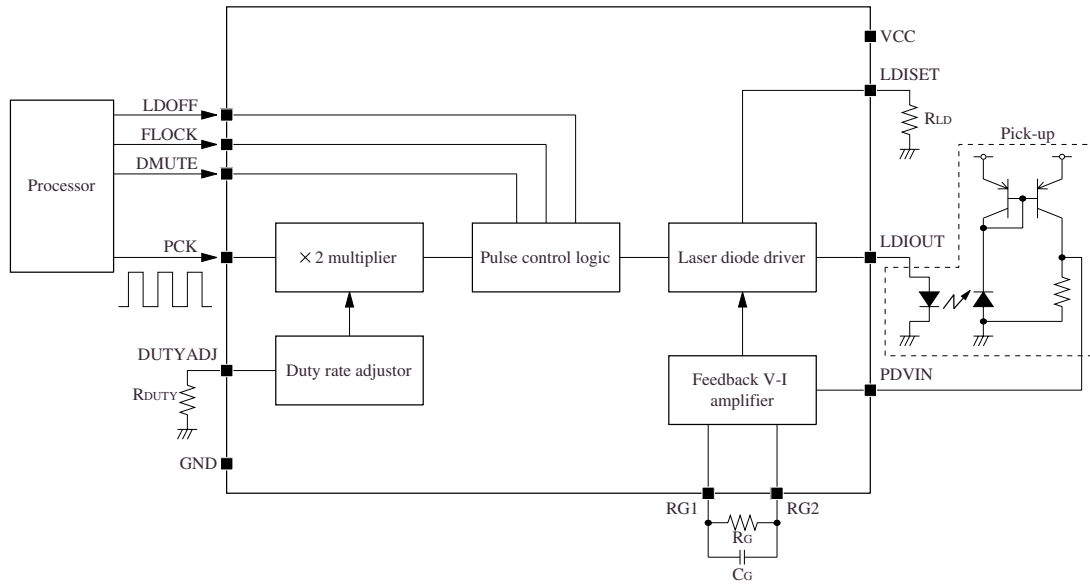 VCC
LDISET
LDOFF
RLD
FLOCK
Pick-up
DMUTE
Processor
PCK
× 2 multiplier
Pulse control logic
Laser diode driver
LDIOUT
DUTYADJ
Duty rate adjustor
RDUTY
Feedback V-I
amplifier
PDVIN
GND
RG1
RG2
RG
CG